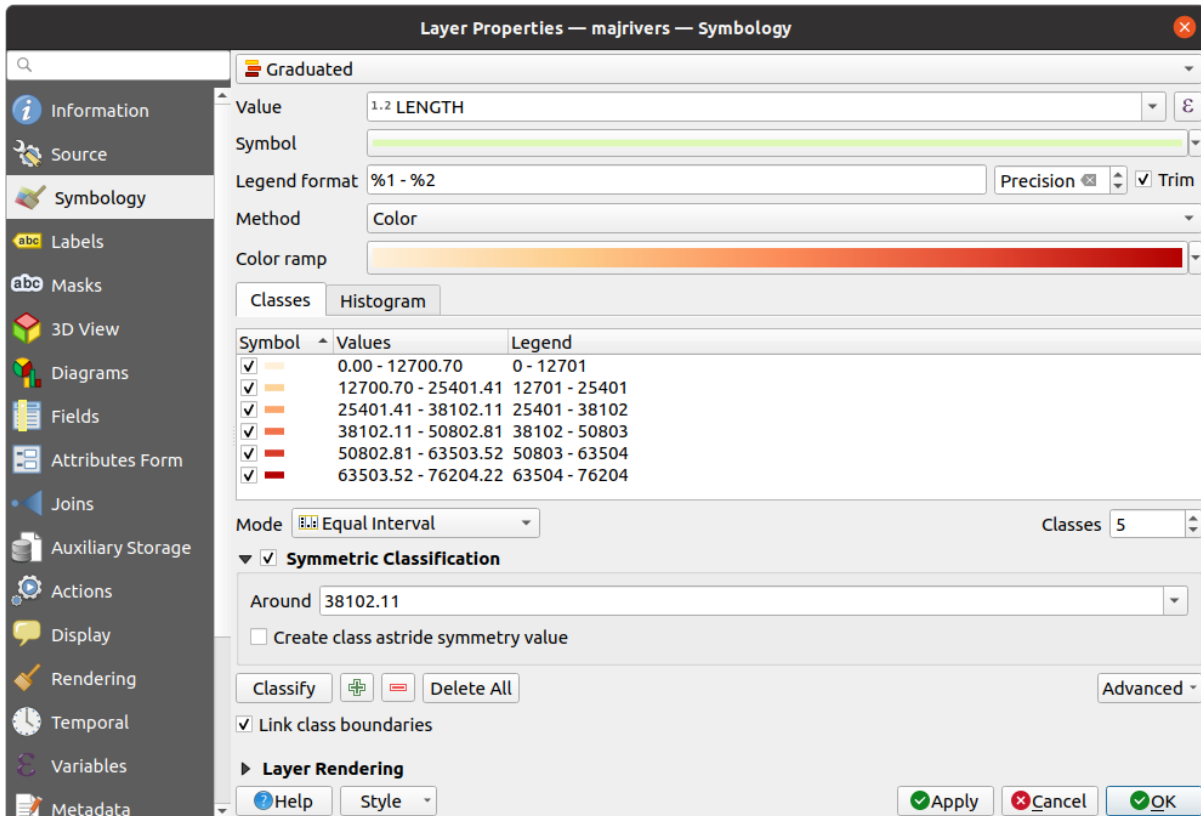 Layer Properties — majrivers — Symbology
Information
Source
Symbology
Labels
Masks
3D View
Diagrams
Fields
Attributes Form
Joins
Auxiliary Storage
Actions
Display
Rendering
Temporal
Variables
Metadata
Graduated
Value 1.2 LENGTH ε
Symbol
Legend format %1 - %2 Precision Trim
Method Color
Color ramp
Classes Histogram
Symbol Values Legend
0.00 - 12700.70 0 - 12701
12700.70 - 25401.41 12701 - 25401
25401.41 - 38102.11 25401 - 38102
38102.11 - 50802.81 38102 - 50803
50802.81 - 63503.52 50803 - 63504
63503.52 - 76204.22 63504 - 76204
Mode Equal Interval Classes 5
Symmetric Classification
Around 38102.11
Create class astride symmetry value
Classify Delete All Advanced
Link class boundaries
Layer Rendering
Help Style Apply Cancel OK
abc
abc